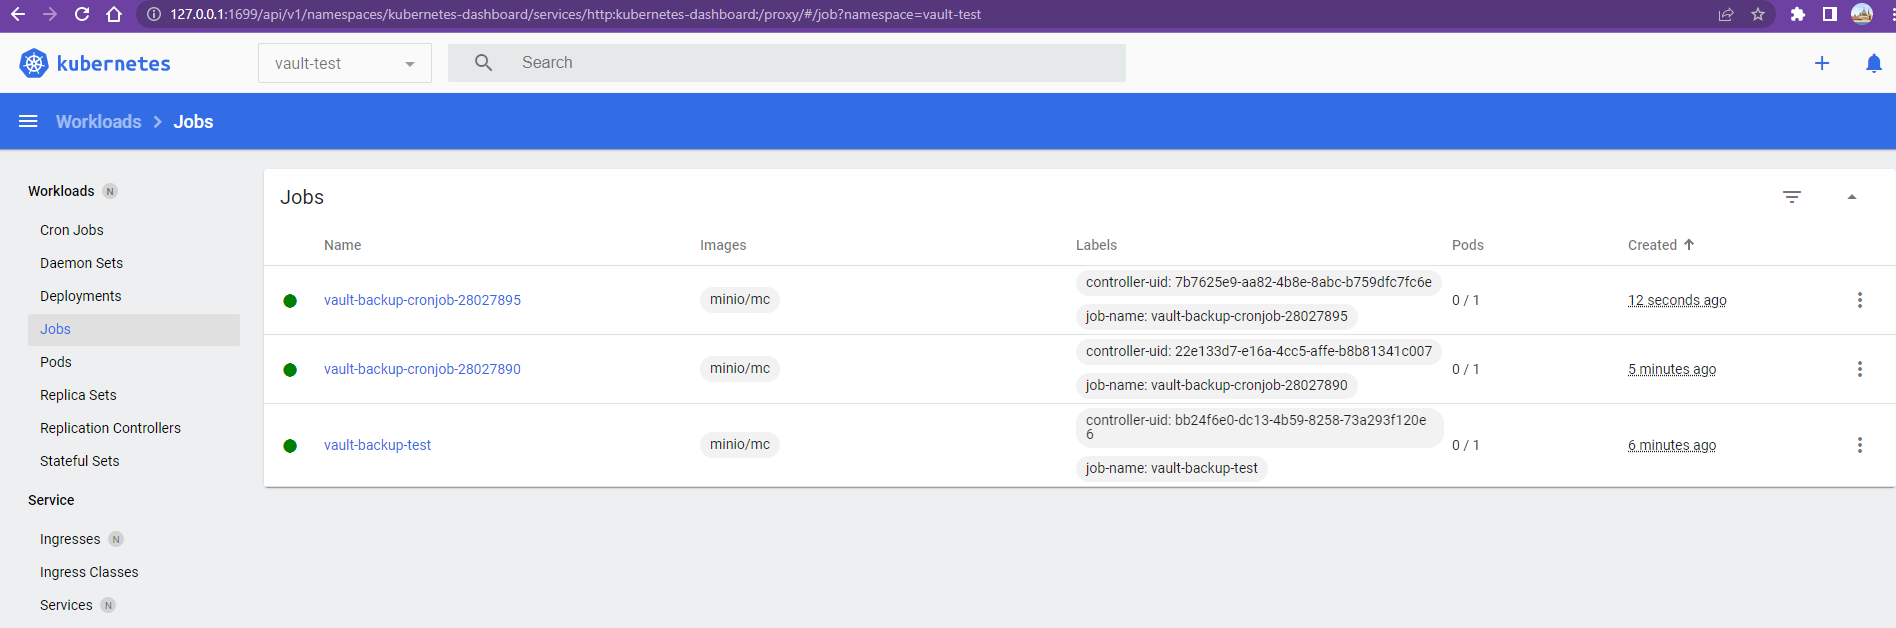 127.0.0.1:1699/api/v1/namespaces/kubernetes-dashboard/services/http:kubernetes-dashboard:/proxy/#/job?namespace=vault-test
kubernetes
vault-test
Search
Workloads
Jobs
Workloads N
Cron Jobs
Daemon Sets
Deployments
Jobs
Pods
Replica Sets
Replication Controllers
Stateful Sets
Service
Ingresses N
Ingress Classes
Services N
Jobs
Name Images Labels Pods Created
vault-backup-cronjob-28027895 minio/mc controller-uid: 7b7625e9-aa82-4b8e-8abc-b759dfc7fc6e 0 / 1 12 seconds ago
job-name: vault-backup-cronjob-28027895
vault-backup-cronjob-28027890 minio/mc controller-uid: 22e133d7-e16a-4cc5-affe-b8b81341c007 0 / 1 5 minutes ago
job-name: vault-backup-cronjob-28027890
vault-backup-test minio/mc controller-uid: bb24f6e0-dc13-4b59-8258-73a293f120e 0 / 1 6 minutes ago
6
job-name: vault-backup-test